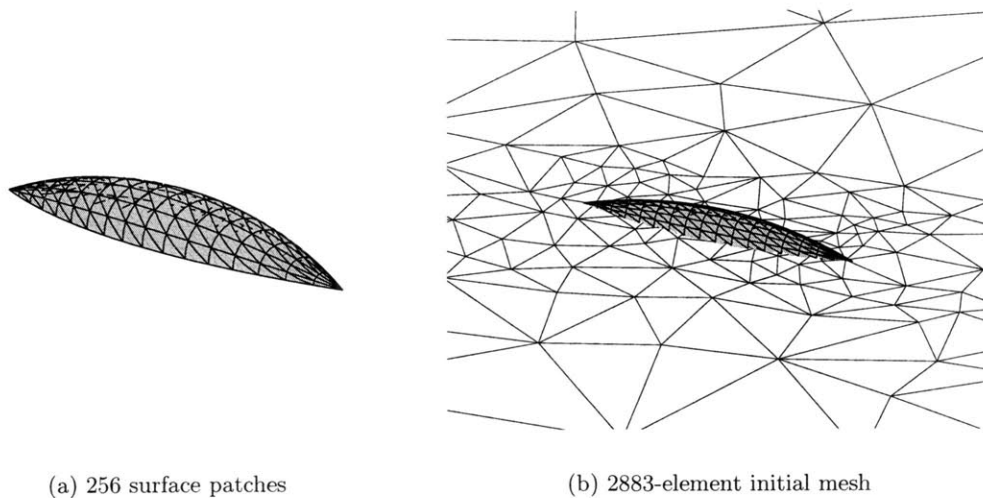 (a) 256 surface patches
(b) 2883-element initial mesh